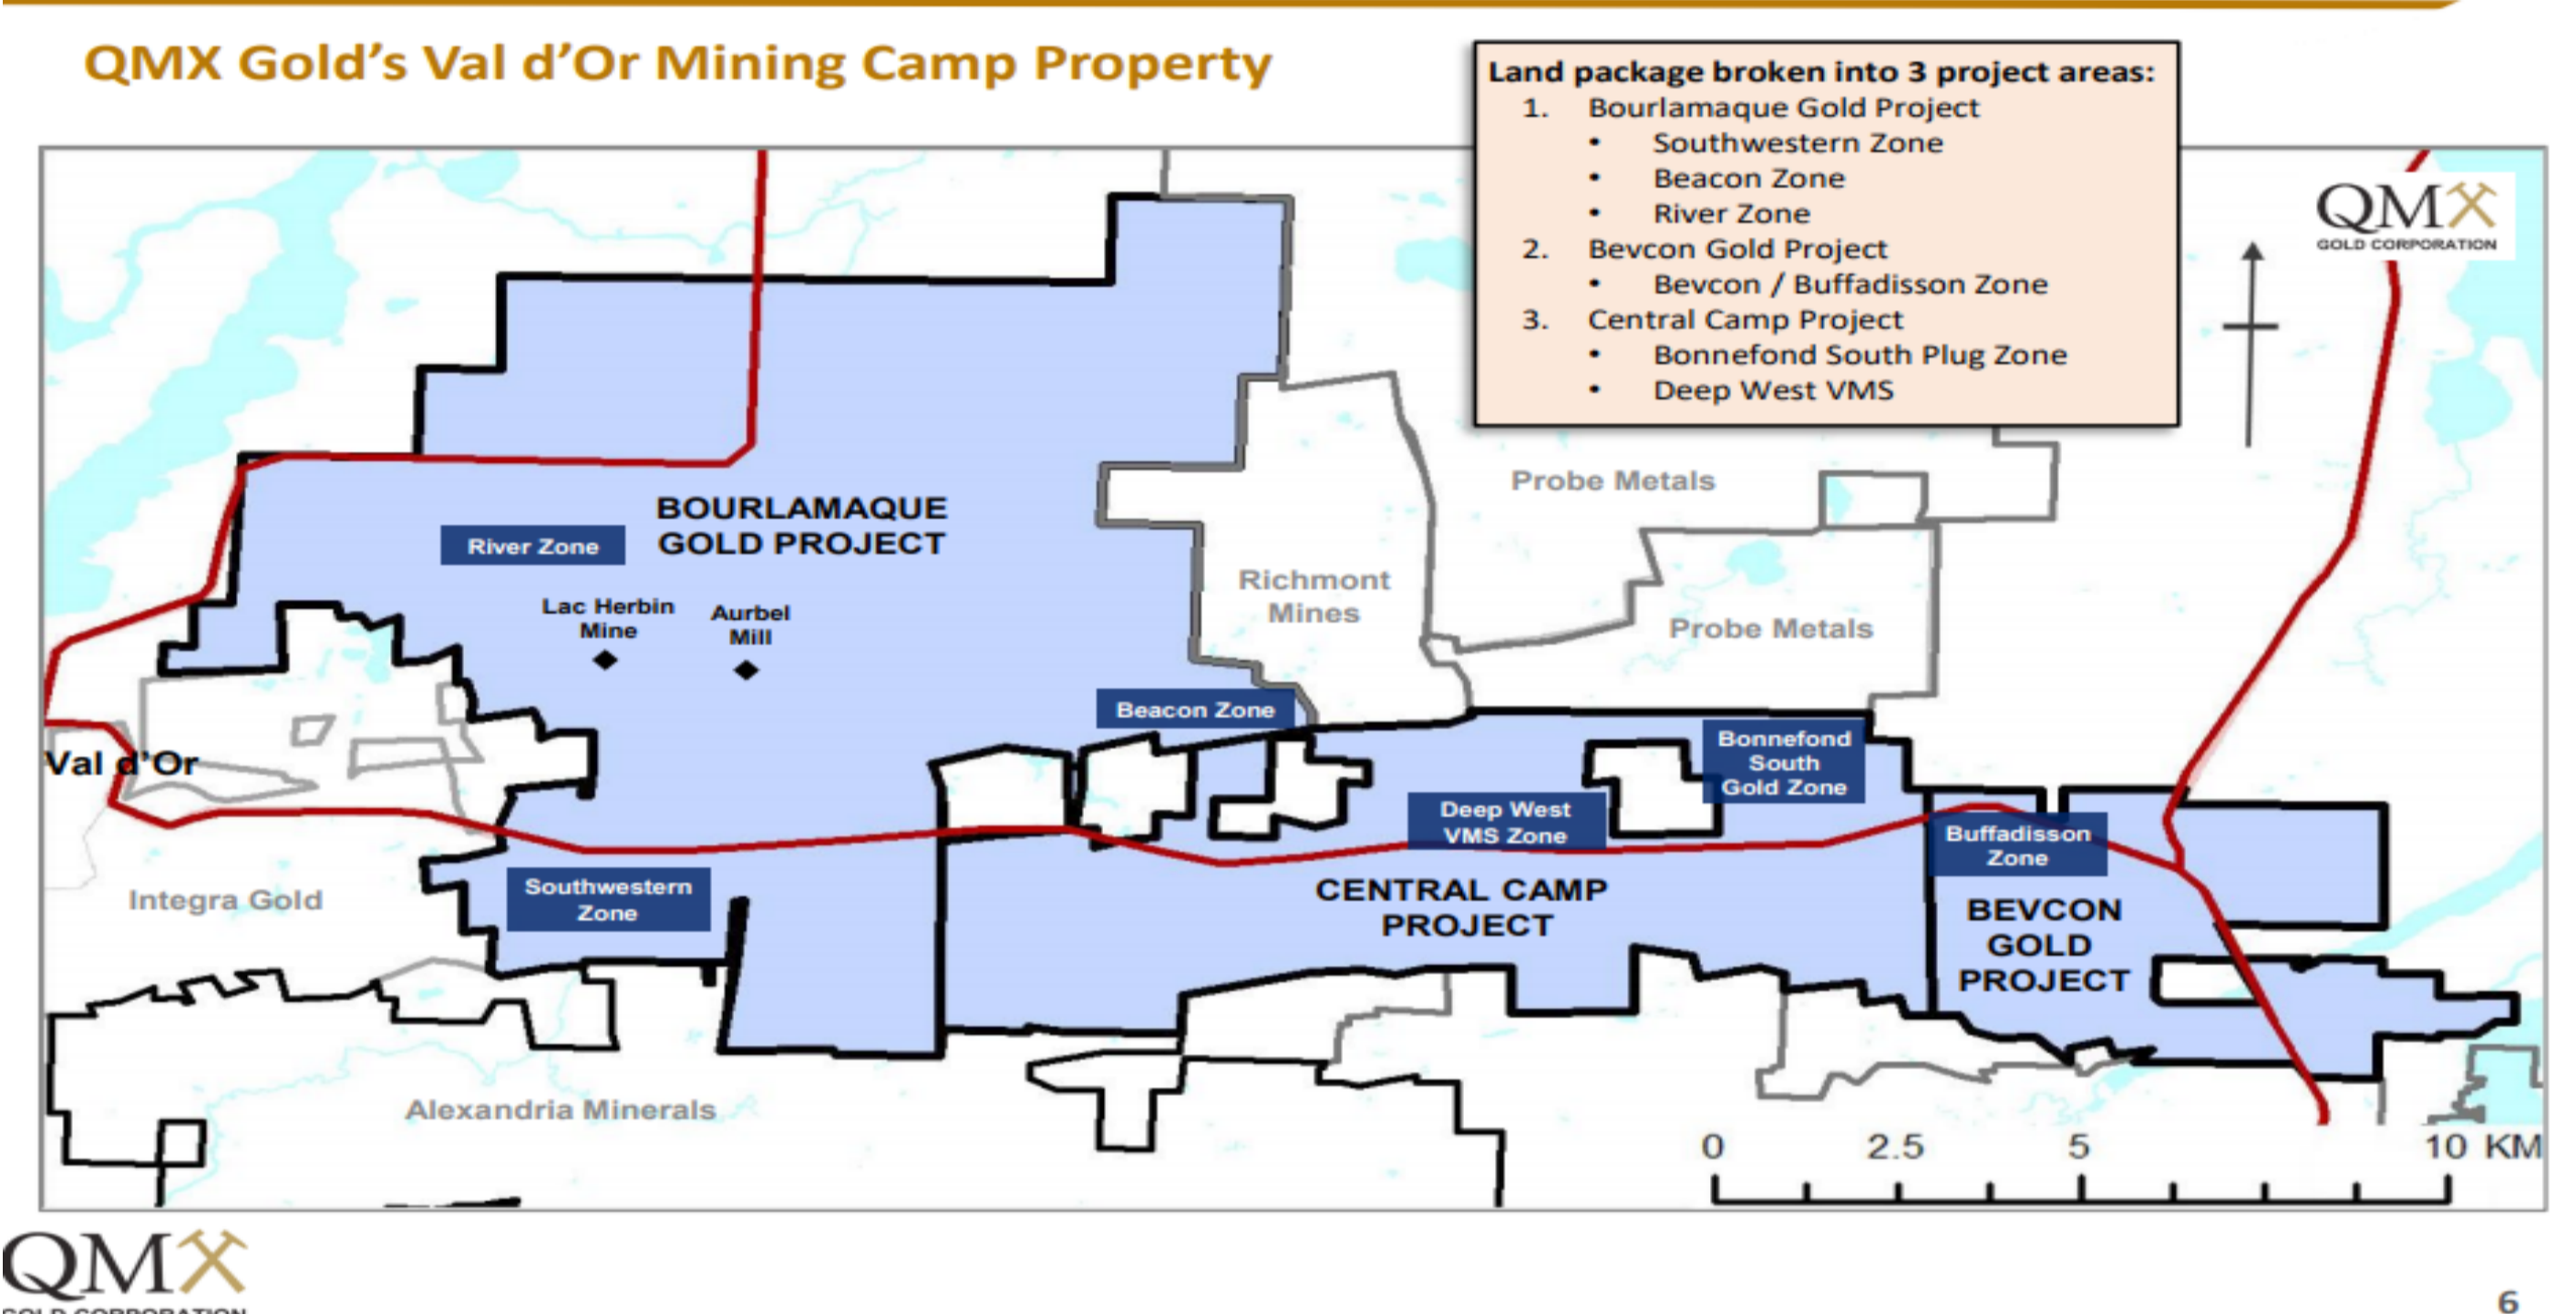 QMX Gold's Val d'Or Mining Camp Property
Land package broken into 3 project areas:
1. Bourlamaque Gold Project
• Southwestern Zone
• Beacon Zone
• River Zone
2. Bevcon Gold Project
• Bevcon / Buffadisson Zone
3. Central Camp Project
• Bonnefond South Plug Zone
• Deep West VMS
QMX
GOLD CORPORATION
Probe Metals
BOURLAMAQUE
GOLD PROJECT
River Zone
Richmont
Mines
Lac Herbin
Mine
Aurbel
Mill
Probe Metals
Beacon Zone
Val d'Or
Bonnefond
South
Gold Zone
Deep West
VMS Zone
Buffadisson
Zone
Integra Gold
Southwestern
Zone
CENTRAL CAMP
PROJECT
BEVCON
GOLD
PROJECT
Alexandria Minerals
0 2.5 5 10 KM
QMX
GOLD CORPORATION
6